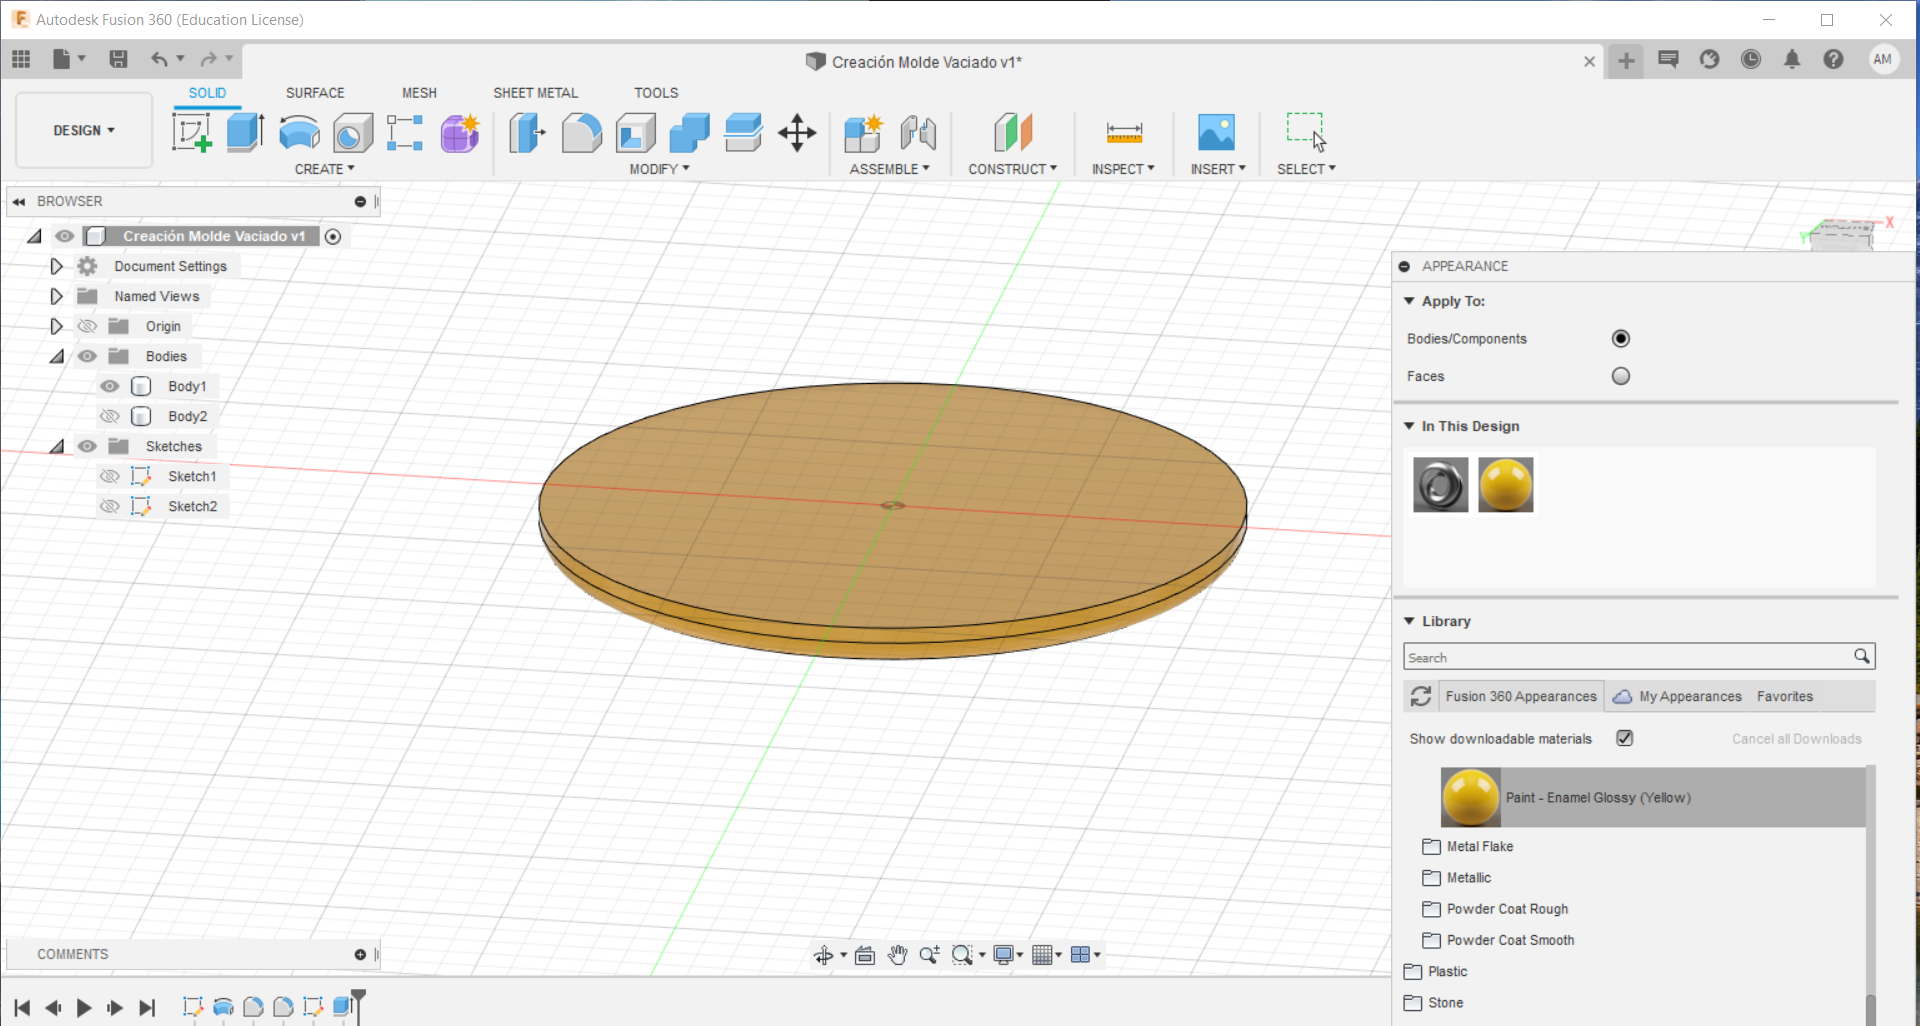 Autodesk Fusion 360 (Education License)
Creación Molde Vaciado v1*
AM
SOLID SURFACE MESH SHEET METAL TOOLS
DESIGN
CREATE MODIFY ASSEMBLE CONSTRUCT INSPECT INSERT SELECT
BROWSER
Creación Molde Vaciado v1
Document Settings
Named Views
Origin
Bodies
Body1
Body2
Sketches
Sketch1
Sketch2
X
Y
APPEARANCE
Apply To:
Bodies/Components
Faces
In This Design
Library
Search
Fusion 360 Appearances My Appearances Favorites
Show downloadable materials Cancel all Downloads
Paint - Enamel Glossy (Yellow)
Metal Flake
Metallic
Powder Coat Rough
Powder Coat Smooth
Plastic
Stone
COMMENTS